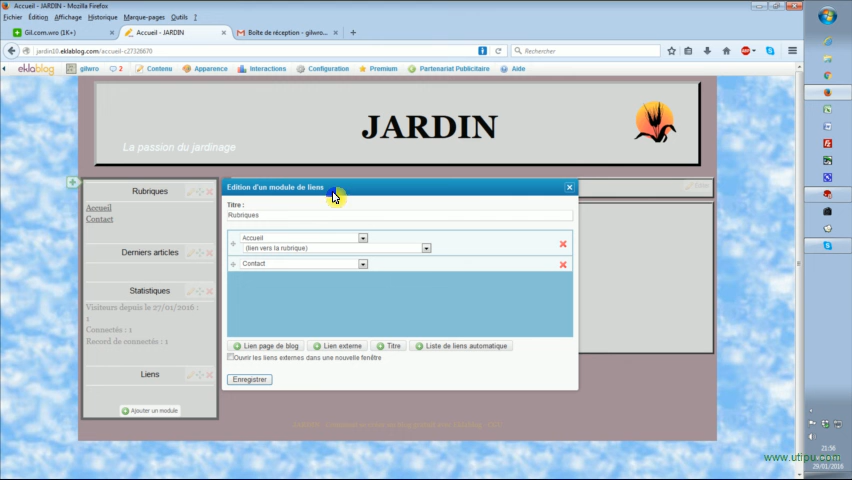 Accueil - JARDIN - Mozilla Firefox
Fichier Édition Affichage Historique Marque-pages Outils ?
Gil.com.wro (1K+)
Accueil - JARDIN
Boîte de réception - gilwro...
jardin10.eklablog.com/accueil-c27328670
Rechercher
eklablog
gilwro
2
Contenu
Apparence
Interactions
Configuration
Premium
Partenariat Publicitaire
Aide
JARDIN
La passion du jardinage
Rubriques
Accueil
Contact
Derniers articles
Statistiques
Visiteurs depuis le 27/01/2016 :
1
Connectés : 1
Record de connectés : 1
Liens
Ajouter un module
Edition d'un module de liens
Titre :
Rubriques
Accueil
(lien vers la rubrique)
Contact
Lien page de blog
Lien externe
Titre
Liste de liens automatique
Ouvrir les liens externes dans une nouvelle fenêtre
Enregistrer
21:56
www.utipu.com
29/01/2016